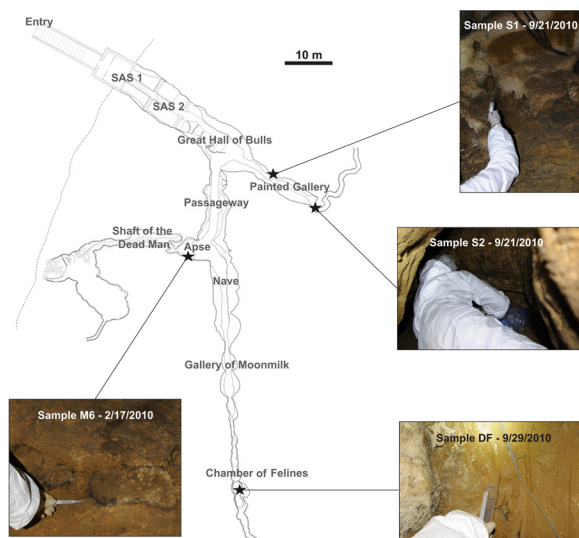 Entry
SAS 1
SAS 2
10 m
Great Hall of Bulls
Painted Gallery
Passageway
Shaft of the
Dead Man
Apse
Nave
Gallery of Moonmilk
Chamber of Felines
Sample S1 - 9/21/2010
Sample S2 - 9/21/2010
Sample M6 - 2/17/2010
Sample DF - 9/29/2010